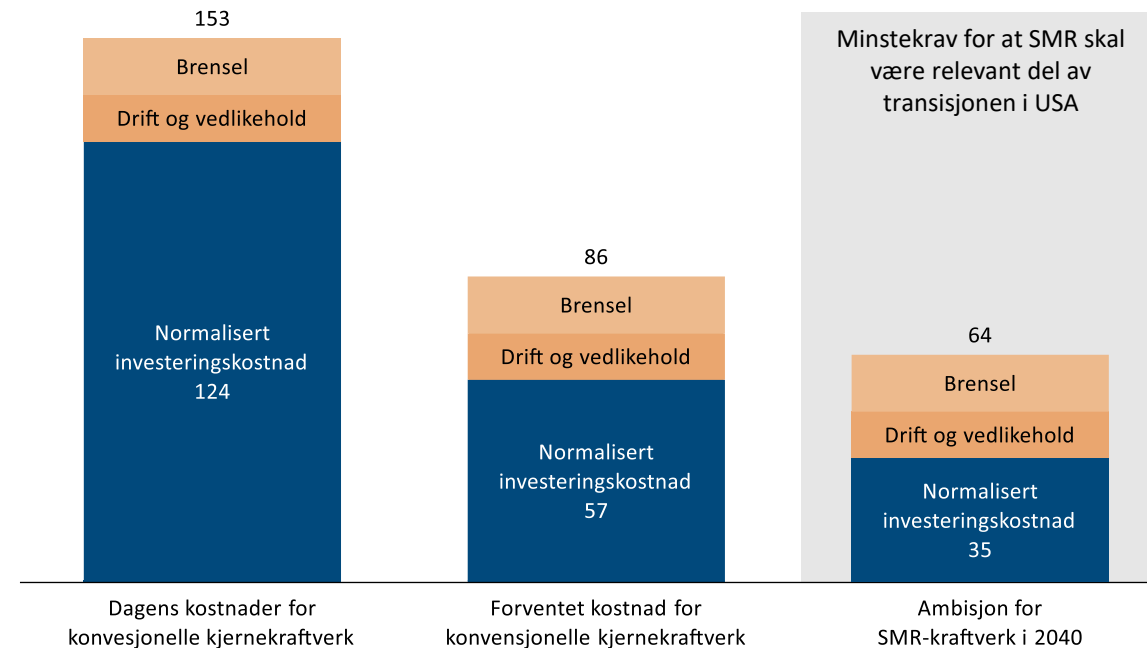 153
Brensel
Drift og vedlikehold
Normalisert
investeringskostnad
124
Dagens kostnader for
konvesjonelle kjernekraftverk
86
Brensel
Drift og vedlikehold
Normalisert
investeringskostnad
57
Forventet kostnad for
konvensjonelle kjernekraftverk
Minstekrav for at SMR skal
være relevant del av
transisjonen i USA
64
Brensel
Drift og vedlikehold
Normalisert
investeringskostnad
35
Ambisjon for
SMR-kraftverk i 2040